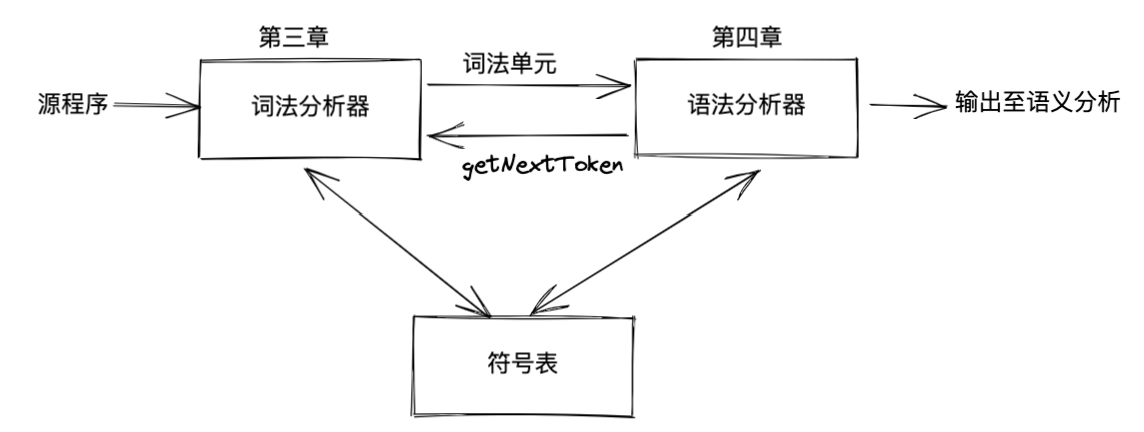 第三章
第四章
词法单元
源程序
词法分析器
语法分析器
输出至语义分析
getNextToken
符号表